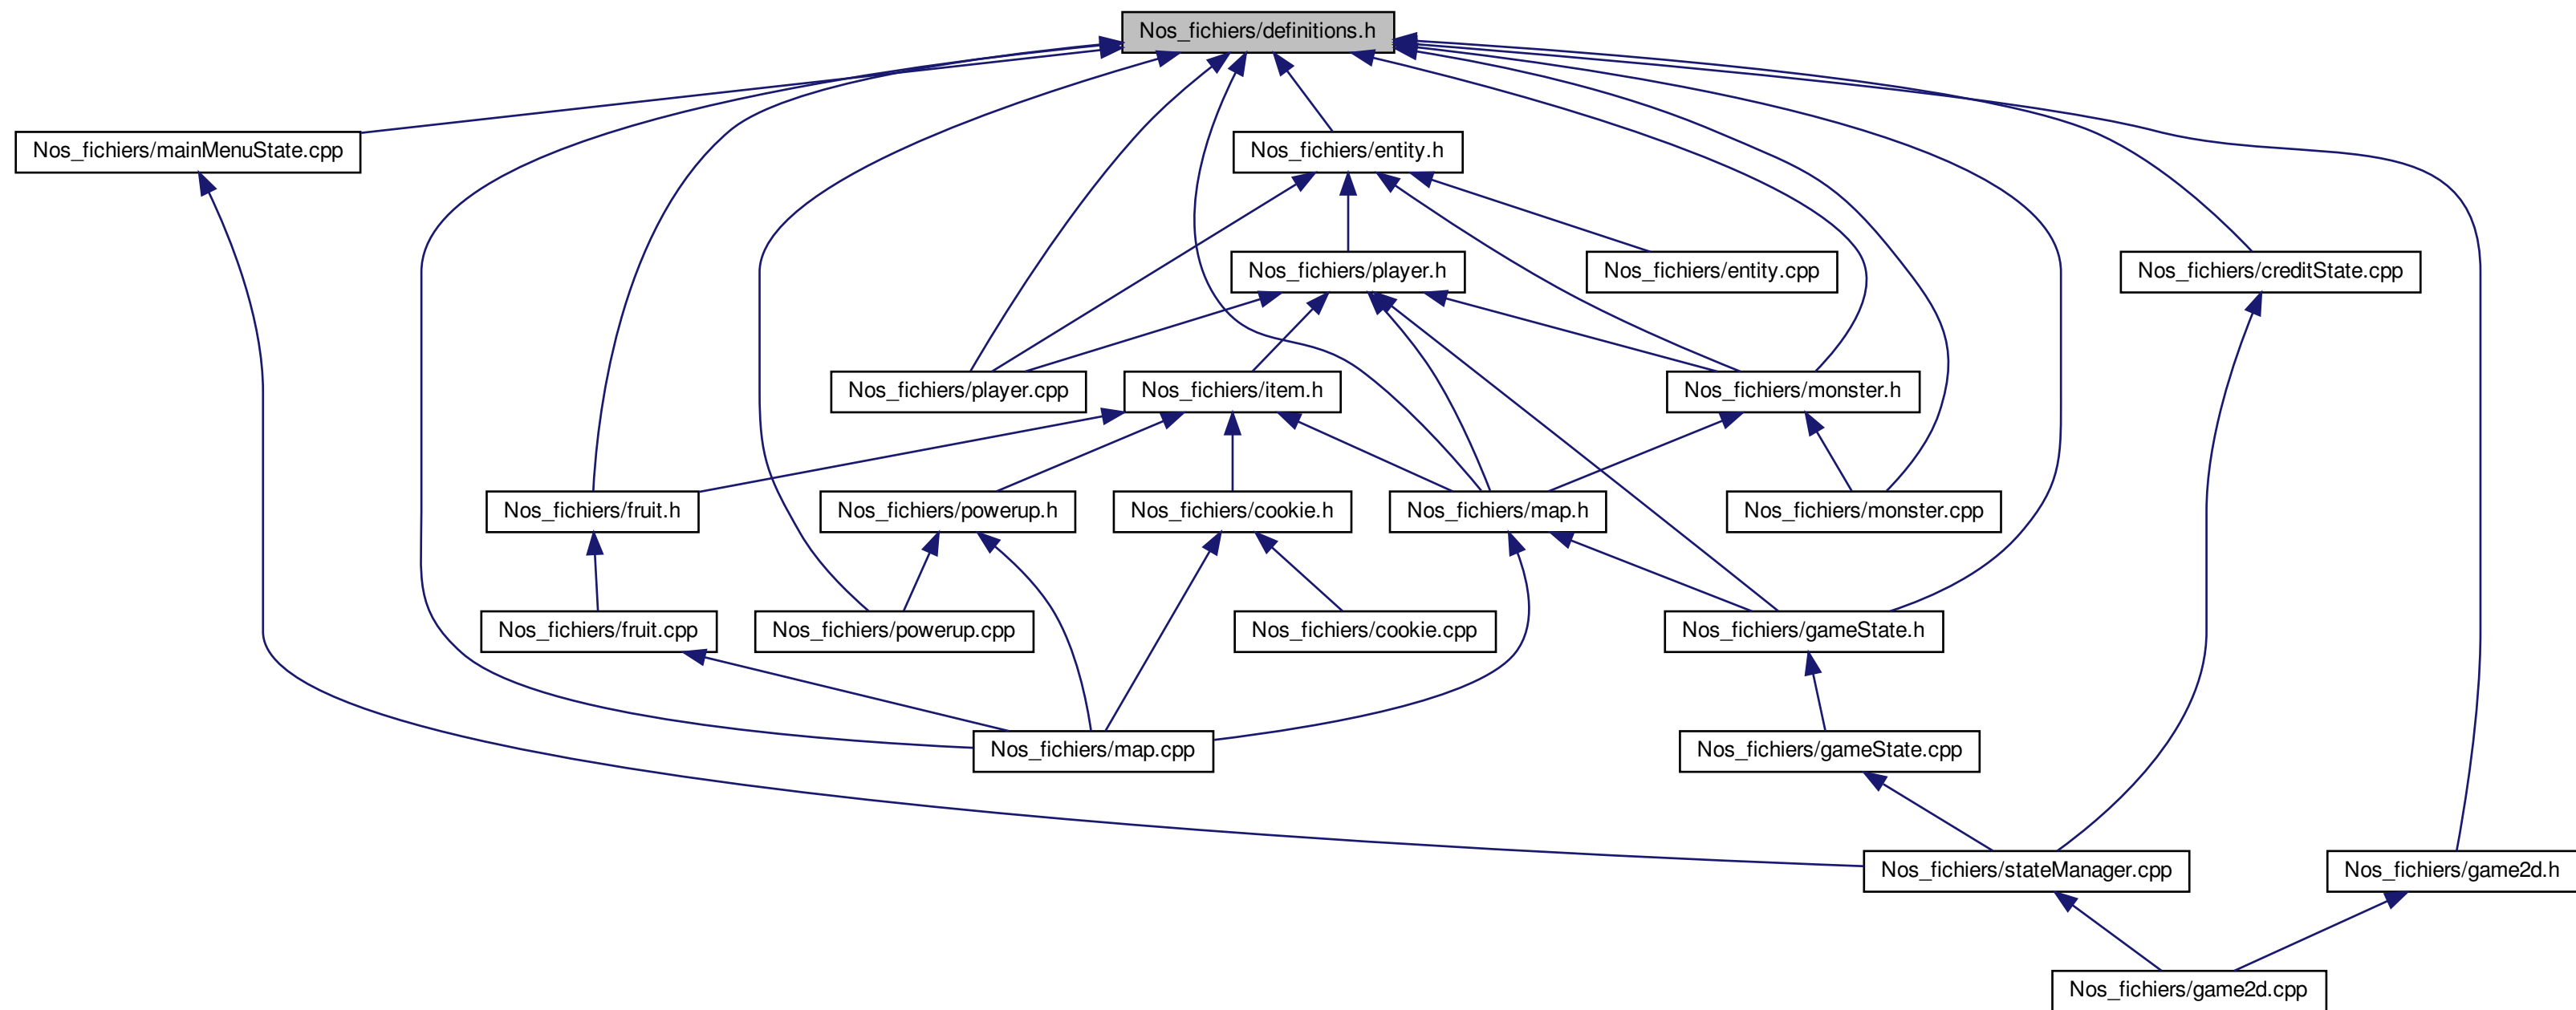 Nos_fichiers/definitions.h
Nos_fichiers/mainMenuState.cpp
Nos_fichiers/entity.h
Nos_fichiers/player.h
Nos_fichiers/entity.cpp
Nos_fichiers/creditState.cpp
Nos_fichiers/player.cpp
Nos_fichiers/item.h
Nos_fichiers/monster.h
Nos_fichiers/fruit.h
Nos_fichiers/powerup.h
Nos_fichiers/cookie.h
Nos_fichiers/map.h
Nos_fichiers/monster.cpp
Nos_fichiers/fruit.cpp
Nos_fichiers/powerup.cpp
Nos_fichiers/cookie.cpp
Nos_fichiers/gameState.h
Nos_fichiers/map.cpp
Nos_fichiers/gameState.cpp
Nos_fichiers/stateManager.cpp
Nos_fichiers/game2d.h
Nos_fichiers/game2d.cpp